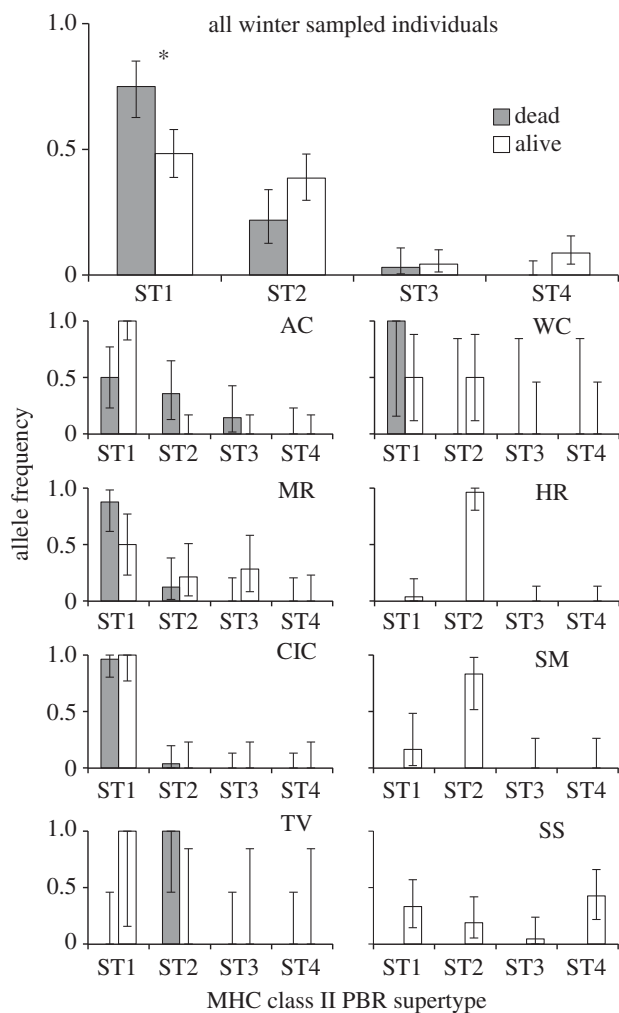 all winter sampled individuals
1.0
0.5
0
*
dead
alive
ST1 ST2 ST3 ST4
allele frequency
AC
1.0
0.5
0
ST1 ST2 ST3 ST4
WC
1.0
0.5
0
ST1 ST2 ST3 ST4
MR
1.0
0.5
0
ST1 ST2 ST3 ST4
HR
1.0
0.5
0
ST1 ST2 ST3 ST4
CIC
1.0
0.5
0
ST1 ST2 ST3 ST4
SM
1.0
0.5
0
ST1 ST2 ST3 ST4
TV
1.0
0.5
0
ST1 ST2 ST3 ST4
SS
1.0
0.5
0
ST1 ST2 ST3 ST4
MHC class II PBR supertype